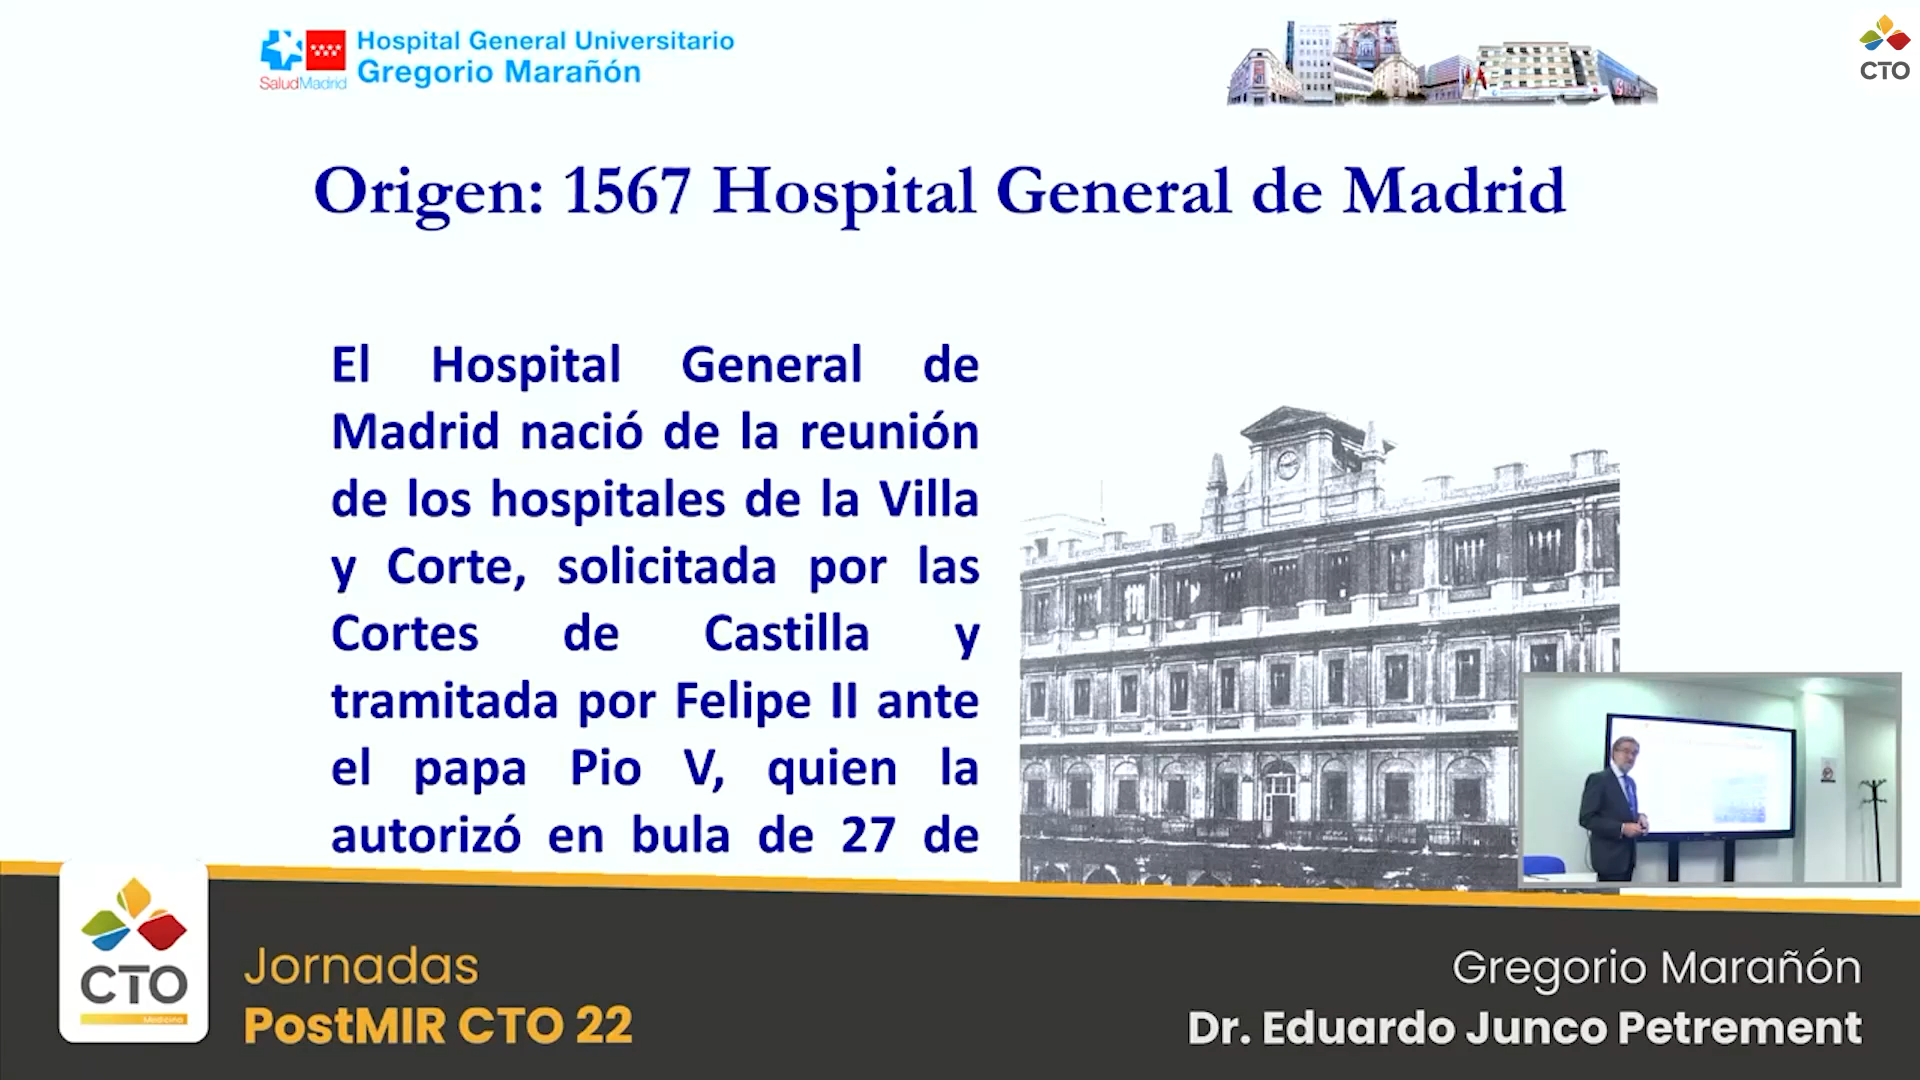 Hospital General Universitario
Gregorio Marañón
SaludMadrid
CTO
Origen: 1567 Hospital General de Madrid
El Hospital General de
Madrid nació de la reunión
de los hospitales de la Villa
y Corte, solicitada por las
Cortes de Castilla y
tramitada por Felipe II ante
el papa Pio V, quien la
autorizó en bula de 27 de
CTO
Medicina
Jornadas
PostMIR CTO 22
Gregorio Marañón
Dr. Eduardo Junco Petrement